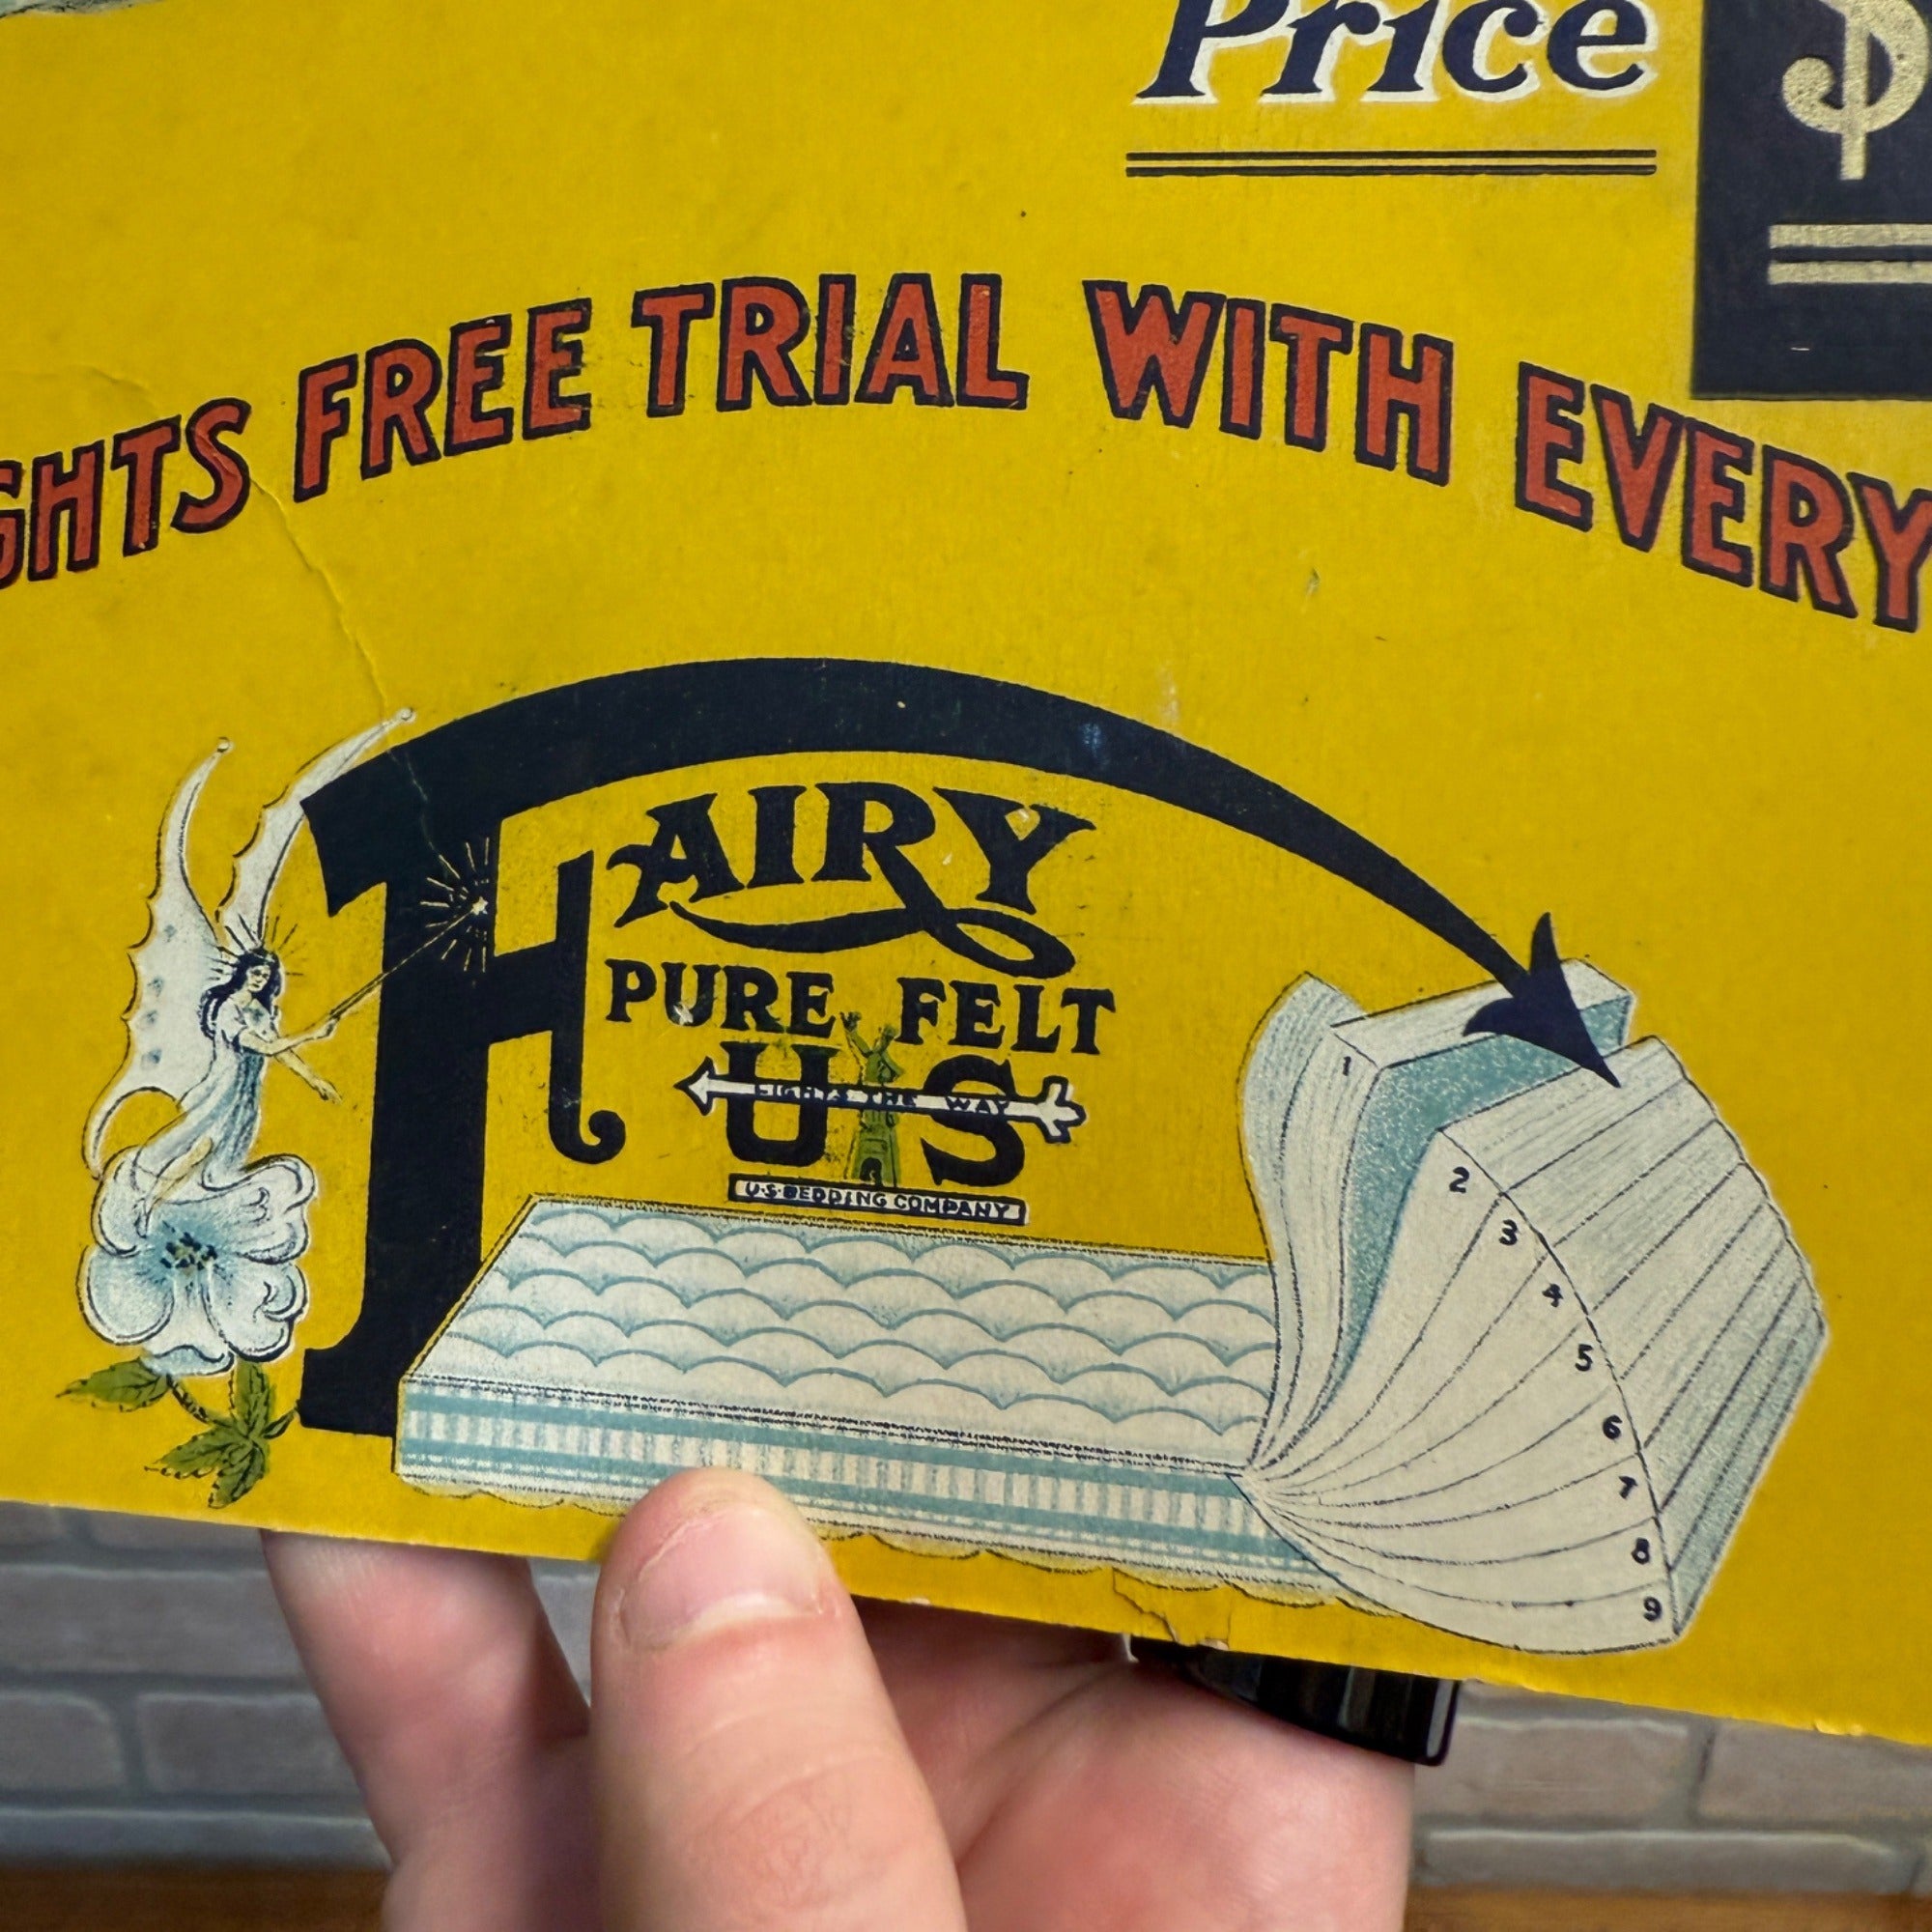 Price $
GHTS FREE TRIAL WITH EVERY
FAIRY
PURE FELT
U S
THE WAY
U·S·BEDDING COMPANY
1
2
3
4
5
6
7
8
9